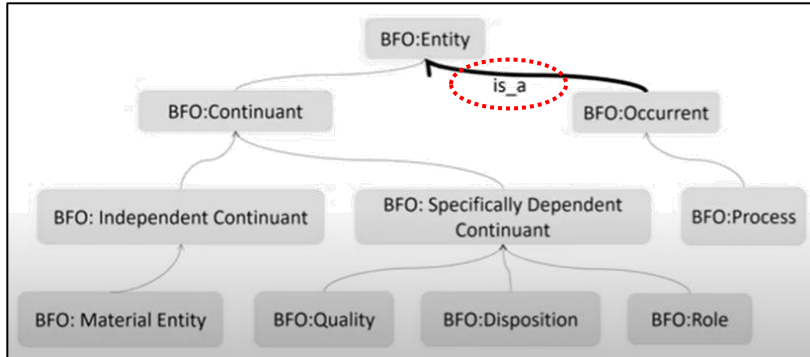 BFO:Entity
is_a
BFO:Continuant
BFO:Occurrent
BFO: Independent Continuant
BFO: Specifically Dependent
Continuant
BFO:Process
BFO: Material Entity
BFO:Quality
BFO:Disposition
BFO:Role